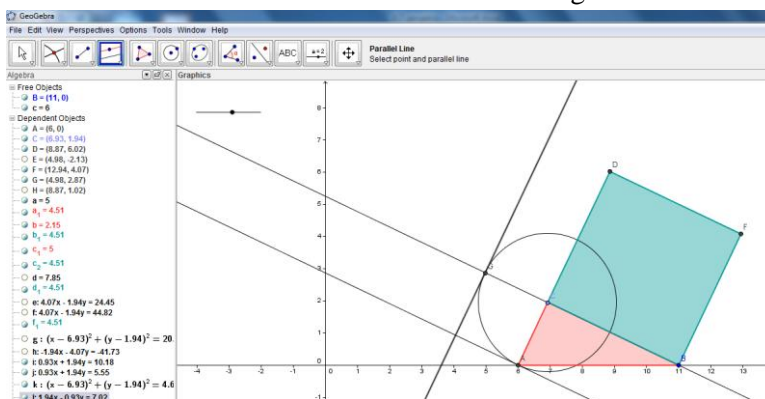 GeoGebra
File Edit View Perspectives Options Tools Window Help
ABC a=2 Parallel Line
Select point and parallel line
Algebra Graphics
Free Objects
B = (11, 0)
c = 6
Dependent Objects
A = (6, 0)
C = (6.93, 1.94)
D = (8.87, 6.02)
E = (4.98, -2.13)
F = (12.94, 4.07)
G = (4.98, 2.87)
H = (8.87, 1.02)
a = 5
a₁ = 4.51
b = 2.15
b₁ = 4.51
c₁ = 5
c₂ = 4.51
d = 7.85
d₁ = 4.51
e: 4.07x - 1.94y = 24.45
f: 4.07x - 1.94y = 44.82
f₁ = 4.51
g: (x − 6.93)² + (y − 1.94)² = 20.
h: -1.94x - 4.07y = -41.73
i: 0.93x + 1.94y = 10.18
j: 0.93x + 1.94y = 5.55
k: (x − 6.93)² + (y − 1.94)² = 4.6
l: 1.94x - 0.93y = 7.02
8
7
6
5
4
3
2
1
0
-1
-4 -3 -2 -1 0 1 2 3 4 5 6 7 8 9 10 11 12 13
D
F
G
C
A
B